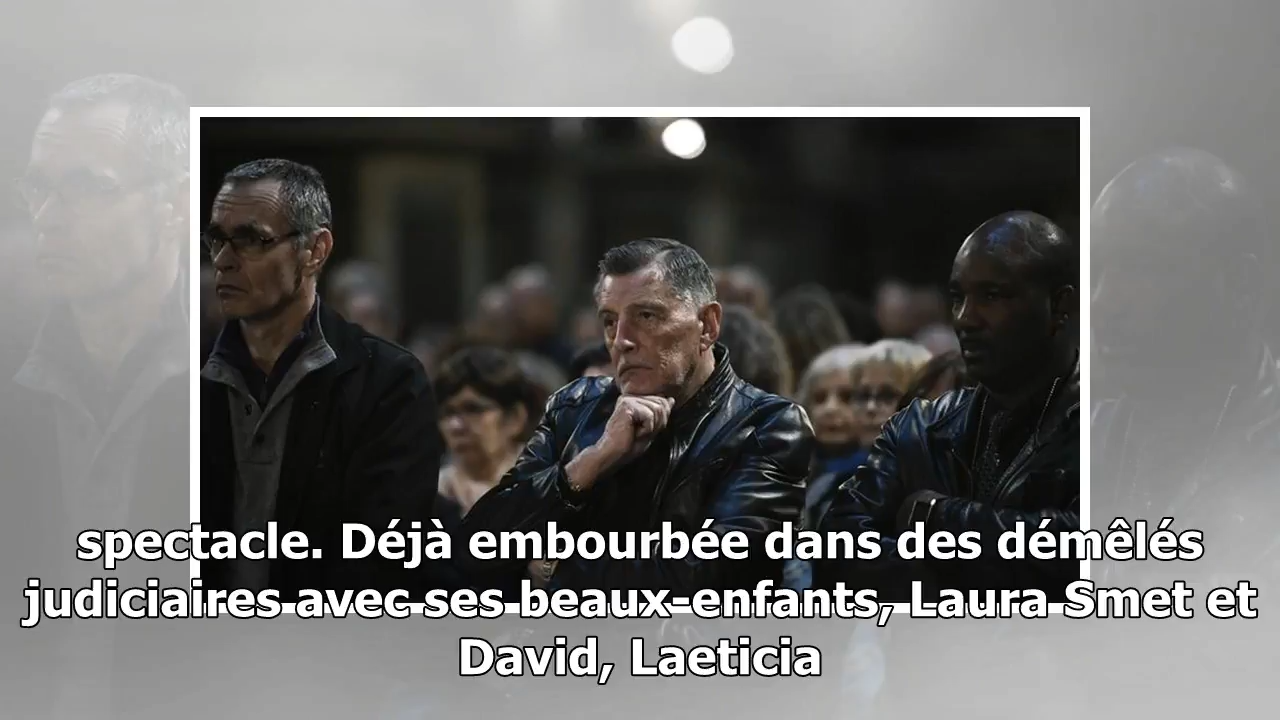 spectacle. Déjà embourbée dans des démêlés
judiciaires avec ses beaux-enfants, Laura Smet et
David, Laeticia